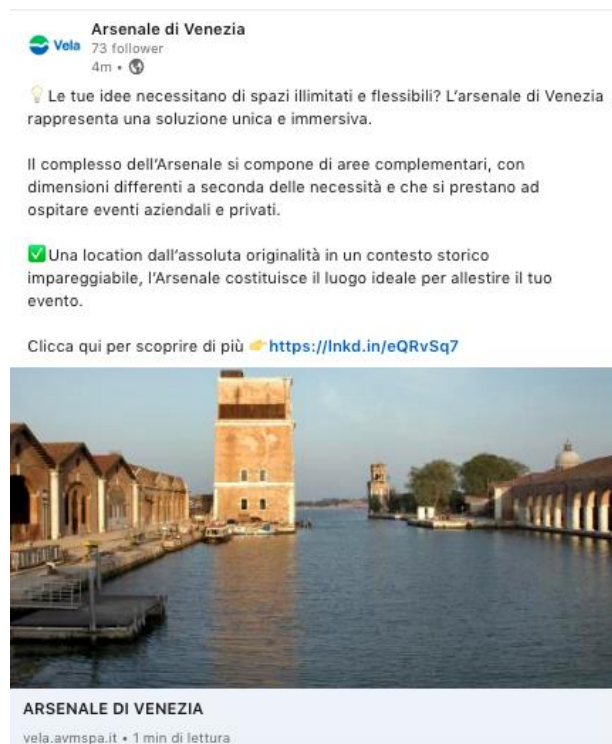 Arsenale di Venezia
Vela
73 follower
4m •
Le tue idee necessitano di spazi illimitati e flessibili? L'arsenale di Venezia
rappresenta una soluzione unica e immersiva.
Il complesso dell'Arsenale si compone di aree complementari, con
dimensioni differenti a seconda delle necessità e che si prestano ad
ospitare eventi aziendali e privati.
Una location dall'assoluta originalità in un contesto storico
impareggiabile, l'Arsenale costituisce il luogo ideale per allestire il tuo
evento.
Clicca qui per scoprire di più 👉https://lnkd.in/eQRvSq7
ARSENALE DI VENEZIA
vela.avmspa.it • 1 min di lettura